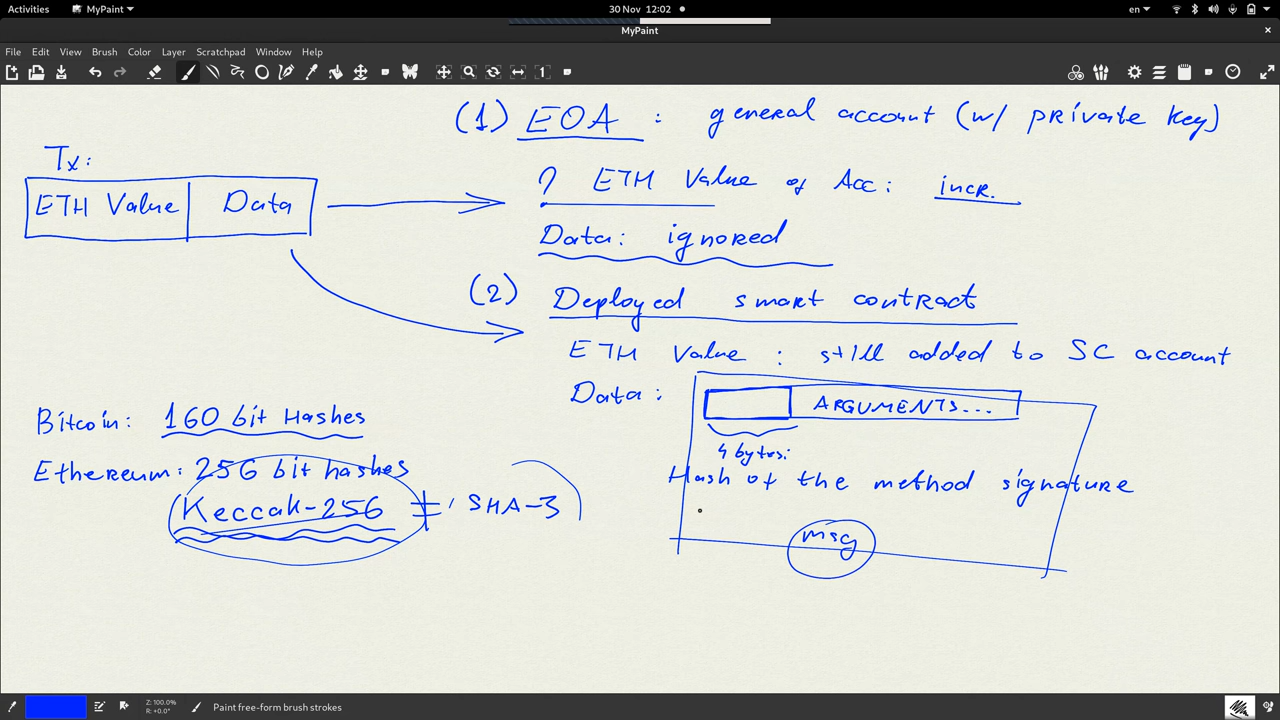 Activities MyPaint 30 Nov 12:02 en
MyPaint
File Edit View Brush Color Layer Scratchpad Window Help
(1) EOA : general account (w/ private key)
Tx:
ETH Value Data
? ETH Value of Acc: incr.
Data: ignored
(2) Deployed smart contract
ETH Value : still added to SC account
Data: ARGUMENTS...
4 bytes:
Hash of the method signature
msg
Bitcoin: 160 bit Hashes
Ethereum: 256 bit hashes
Keccak-256 ≠ SHA-3
Z: 100.0%
R: +0.0°
Paint free-form brush strokes